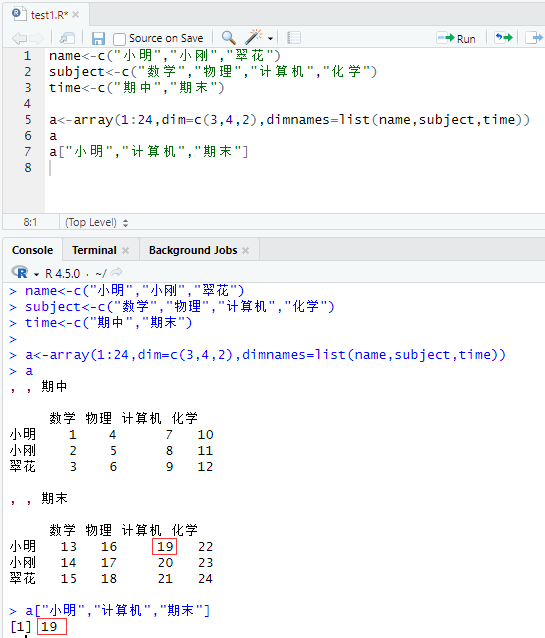 test1.R*
Source on Save
Run
1 name<-c("小明","小刚","翠花")
2 subject<-c("数学","物理","计算机","化学")
3 time<-c("期中","期末")
4
5 a<-array(1:24,dim=c(3,4,2),dimnames=list(name,subject,time))
6 a
7 a["小明","计算机","期末"]
8
8:1 (Top Level)
Console Terminal Background Jobs
R 4.5.0 · ~/
> name<-c("小明","小刚","翠花")
> subject<-c("数学","物理","计算机","化学")
> time<-c("期中","期末")
>
> a<-array(1:24,dim=c(3,4,2),dimnames=list(name,subject,time))
> a
, , 期中
数学 物理 计算机 化学
小明 1 4 7 10
小刚 2 5 8 11
翠花 3 6 9 12
, , 期末
数学 物理 计算机 化学
小明 13 16 19 22
小刚 14 17 20 23
翠花 15 18 21 24
> a["小明","计算机","期末"]
[1] 19